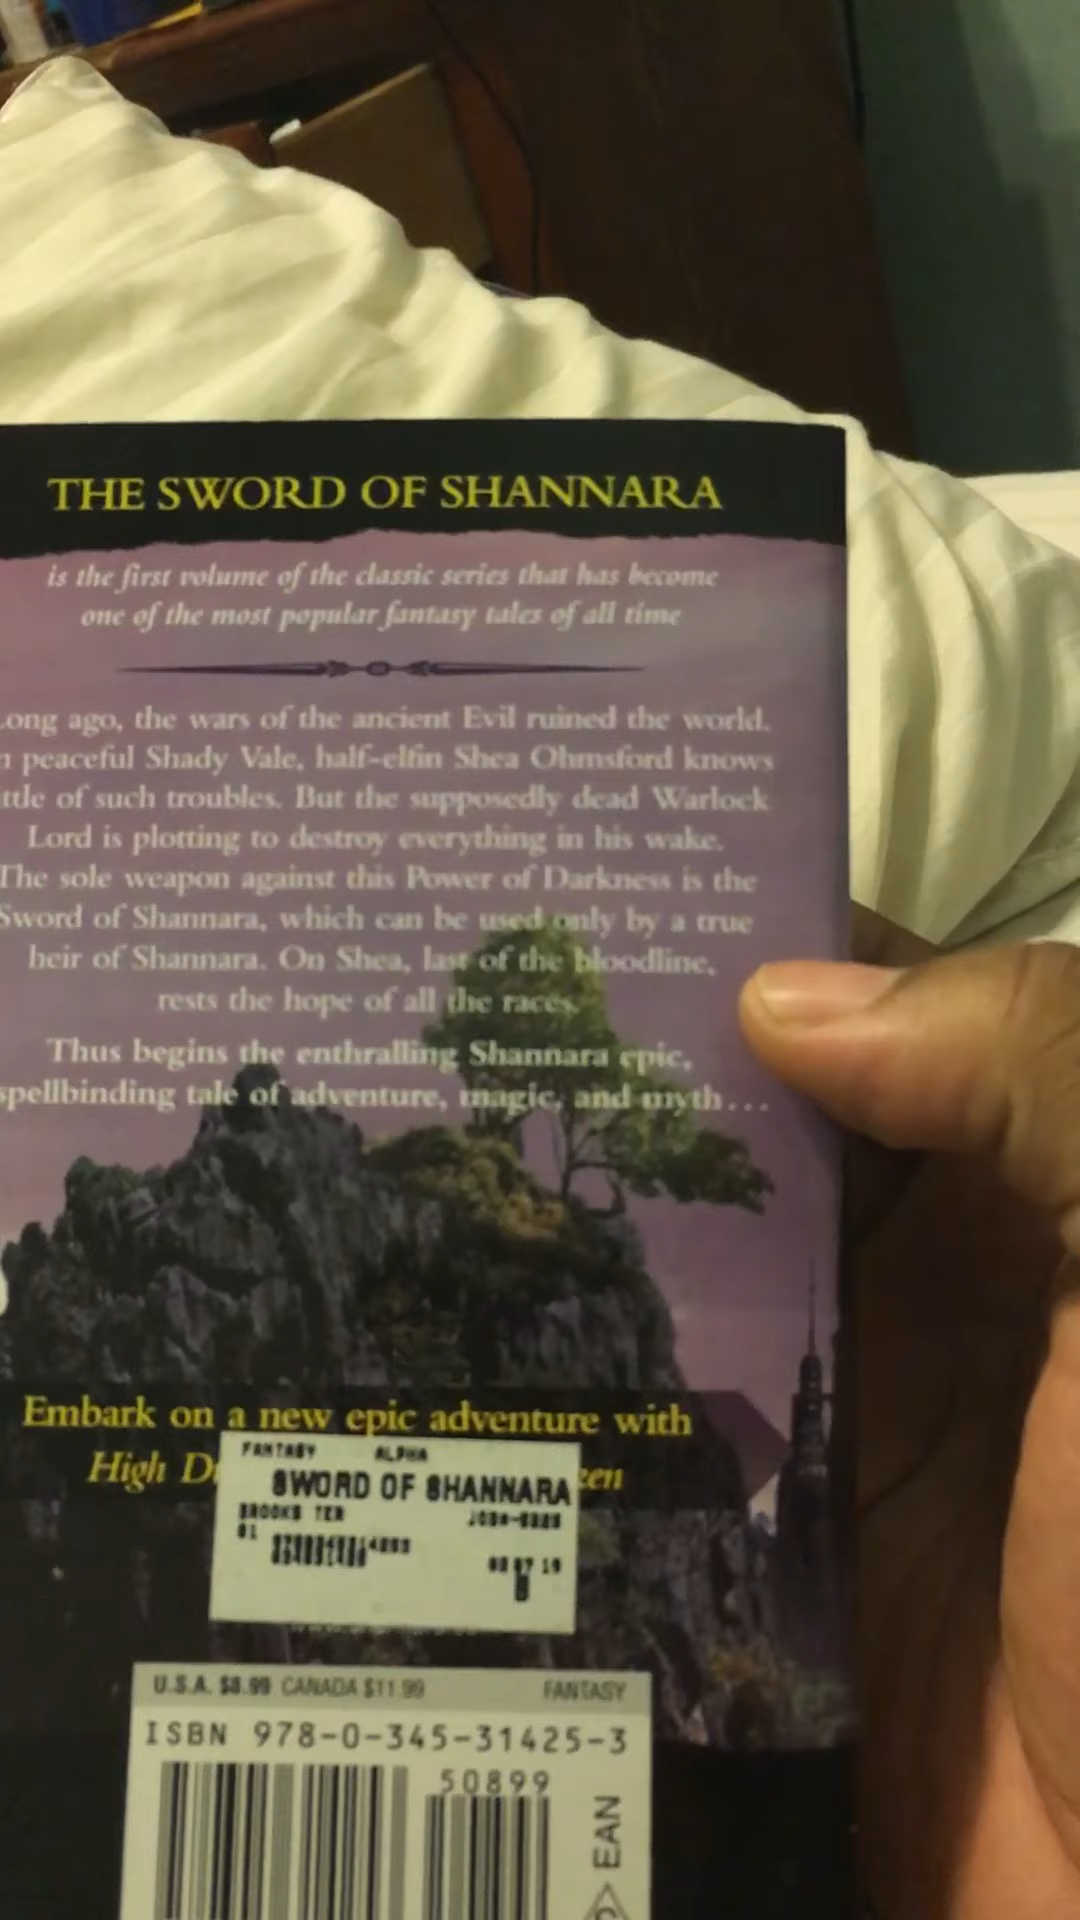 THE SWORD OF SHANNARA
is the first volume of the classic series that has become
one of the most popular fantasy tales of all time
ong ago, the wars of the ancient Evil ruined the world.
n peaceful Shady Vale, half-elfin Shea Ohmsford knows
ttle of such troubles. But the supposedly dead Warlock
Lord is plotting to destroy everything in his wake.
The sole weapon against this Power of Darkness is the
Sword of Shannara, which can be used only by a true
heir of Shannara. On Shea, last of the bloodline,
rests the hope of all the races.
Thus begins the enthralling Shannara epic,
spellbinding tale of adventure, magic, and myth...
Embark on a new epic adventure with
High
FANTASY ALPHA
SWORD OF SHANNARA
BROOKS TER
01
U.S.A. $8.99 CANADA $11.99 FANTASY
ISBN 978-0-345-31425-3
50899
EAN